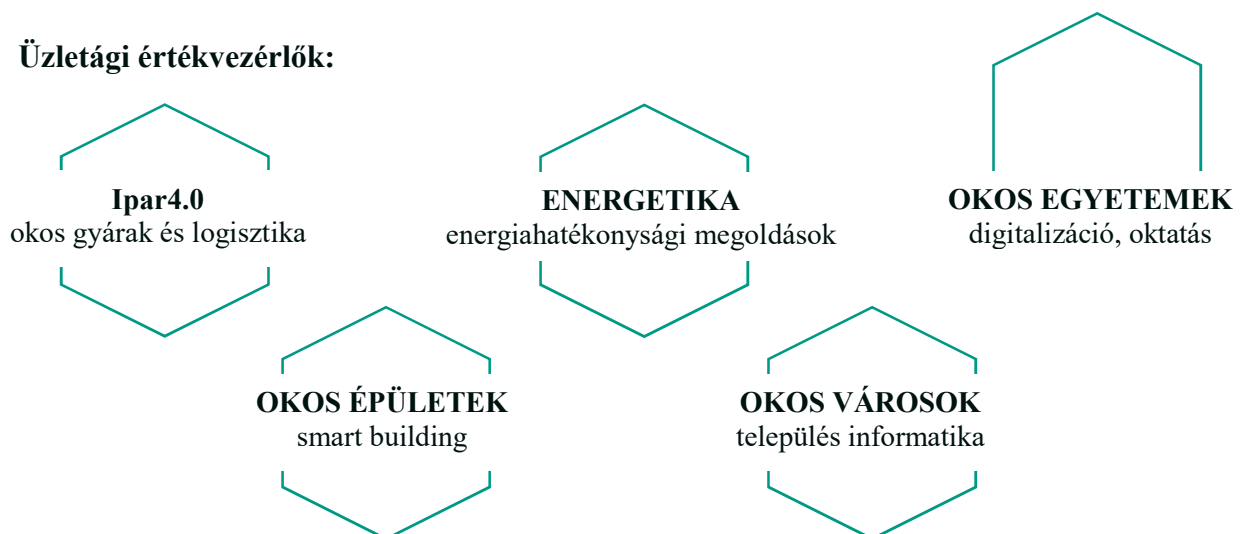 Üzletági értékvezérlők:
Ipar4.0
okos gyárak és logisztika
ENERGETIKA
energiahatékonysági megoldások
OKOS EGYETEMEK
digitalizáció, oktatás
OKOS ÉPÜLETEK
smart building
OKOS VÁROSOK
település informatika